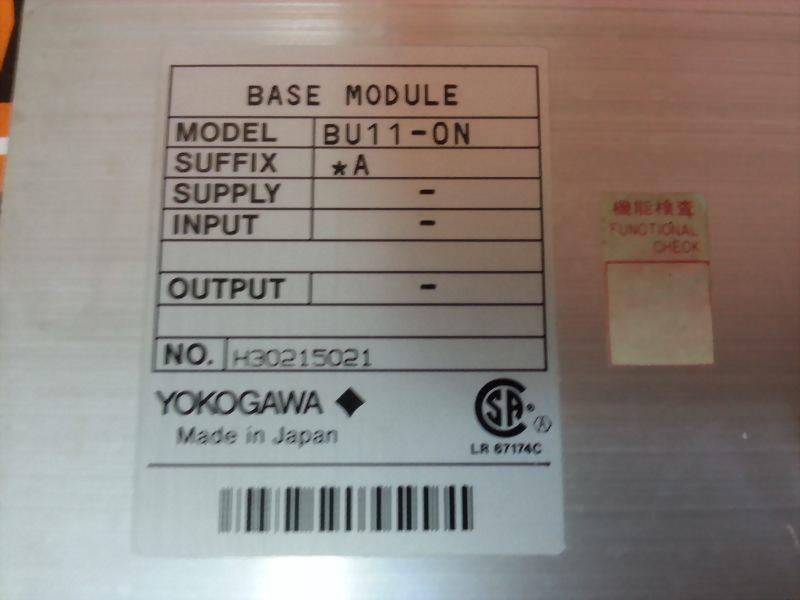 BASE MODULE
MODEL BU11-0N
SUFFIX *A
SUPPLY -
INPUT -
OUTPUT -
NO. H30215021
YOKOGAWA
Made in Japan
CSA
LR 67174C
機能検査
FUNCTIONAL
CHECK